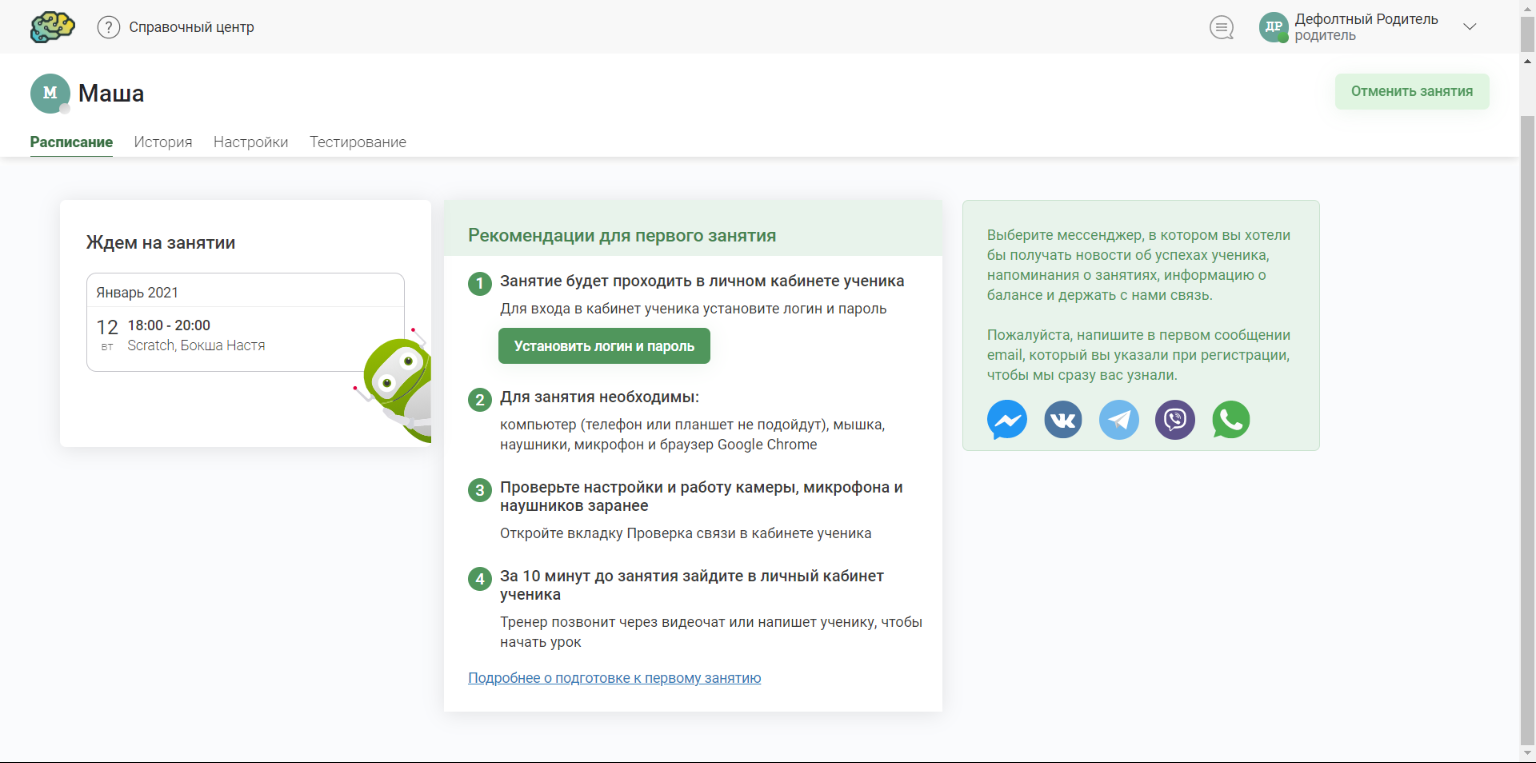 ?
Справочный центр
ДР
Дефолтный Родитель
родитель
М
Маша
Отменить занятия
Расписание
История
Настройки
Тестирование
Ждем на занятии
Январь 2021
12
вт
18:00 - 20:00
Scratch, Бокша Настя
Рекомендации для первого занятия
1
Занятие будет проходить в личном кабинете ученика
Для входа в кабинет ученика установите логин и пароль
Установить логин и пароль
2
Для занятия необходимы:
компьютер (телефон или планшет не подойдут), мышка,
наушники, микрофон и браузер Google Chrome
3
Проверьте настройки и работу камеры, микрофона и
наушников заранее
Откройте вкладку Проверка связи в кабинете ученика
4
За 10 минут до занятия зайдите в личный кабинет
ученика
Тренер позвонит через видеочат или напишет ученику, чтобы
начать урок
Подробнее о подготовке к первому занятию
Выберите мессенджер, в котором вы хотели
бы получать новости об успехах ученика,
напоминания о занятиях, информацию о
балансе и держать с нами связь.
Пожалуйста, напишите в первом сообщении
email, который вы указали при регистрации,
чтобы мы сразу вас узнали.